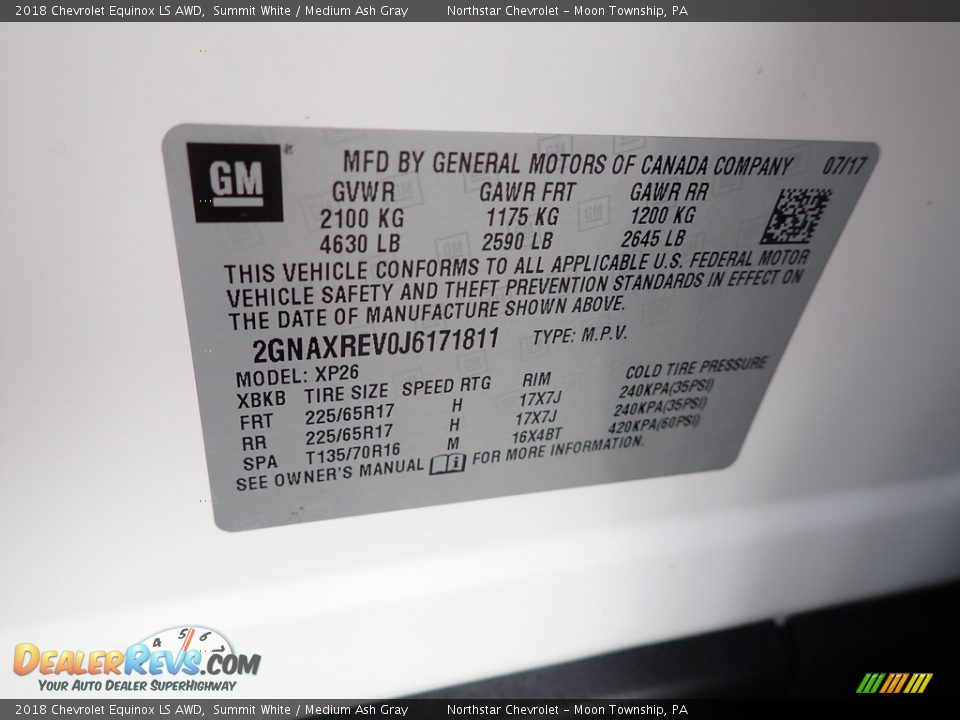 2018 Chevrolet Equinox LS AWD, Summit White / Medium Ash Gray Northstar Chevrolet - Moon Township, PA
GM ® MFD BY GENERAL MOTORS OF CANADA COMPANY 07/17
GVWR GAWR FRT GAWR RR
2100 KG 1175 KG 1200 KG
4630 LB 2590 LB 2645 LB
THIS VEHICLE CONFORMS TO ALL APPLICABLE U.S. FEDERAL MOTOR
VEHICLE SAFETY AND THEFT PREVENTION STANDARDS IN EFFECT ON
THE DATE OF MANUFACTURE SHOWN ABOVE.
2GNAXREV0J6171811 TYPE: M.P.V.
MODEL: XP26
XBKB TIRE SIZE SPEED RTG RIM COLD TIRE PRESSURE
FRT 225/65R17 H 17X7J 240KPA(35PSI)
RR 225/65R17 H 17X7J 240KPA(35PSI)
SPA T135/70R16 M 16X4BT 420KPA(60PSI)
SEE OWNER'S MANUAL i FOR MORE INFORMATION.
4 5 6
DEALERREVS.COM
YOUR AUTO DEALER SUPERHIGHWAY
2018 Chevrolet Equinox LS AWD, Summit White / Medium Ash Gray Northstar Chevrolet - Moon Township, PA